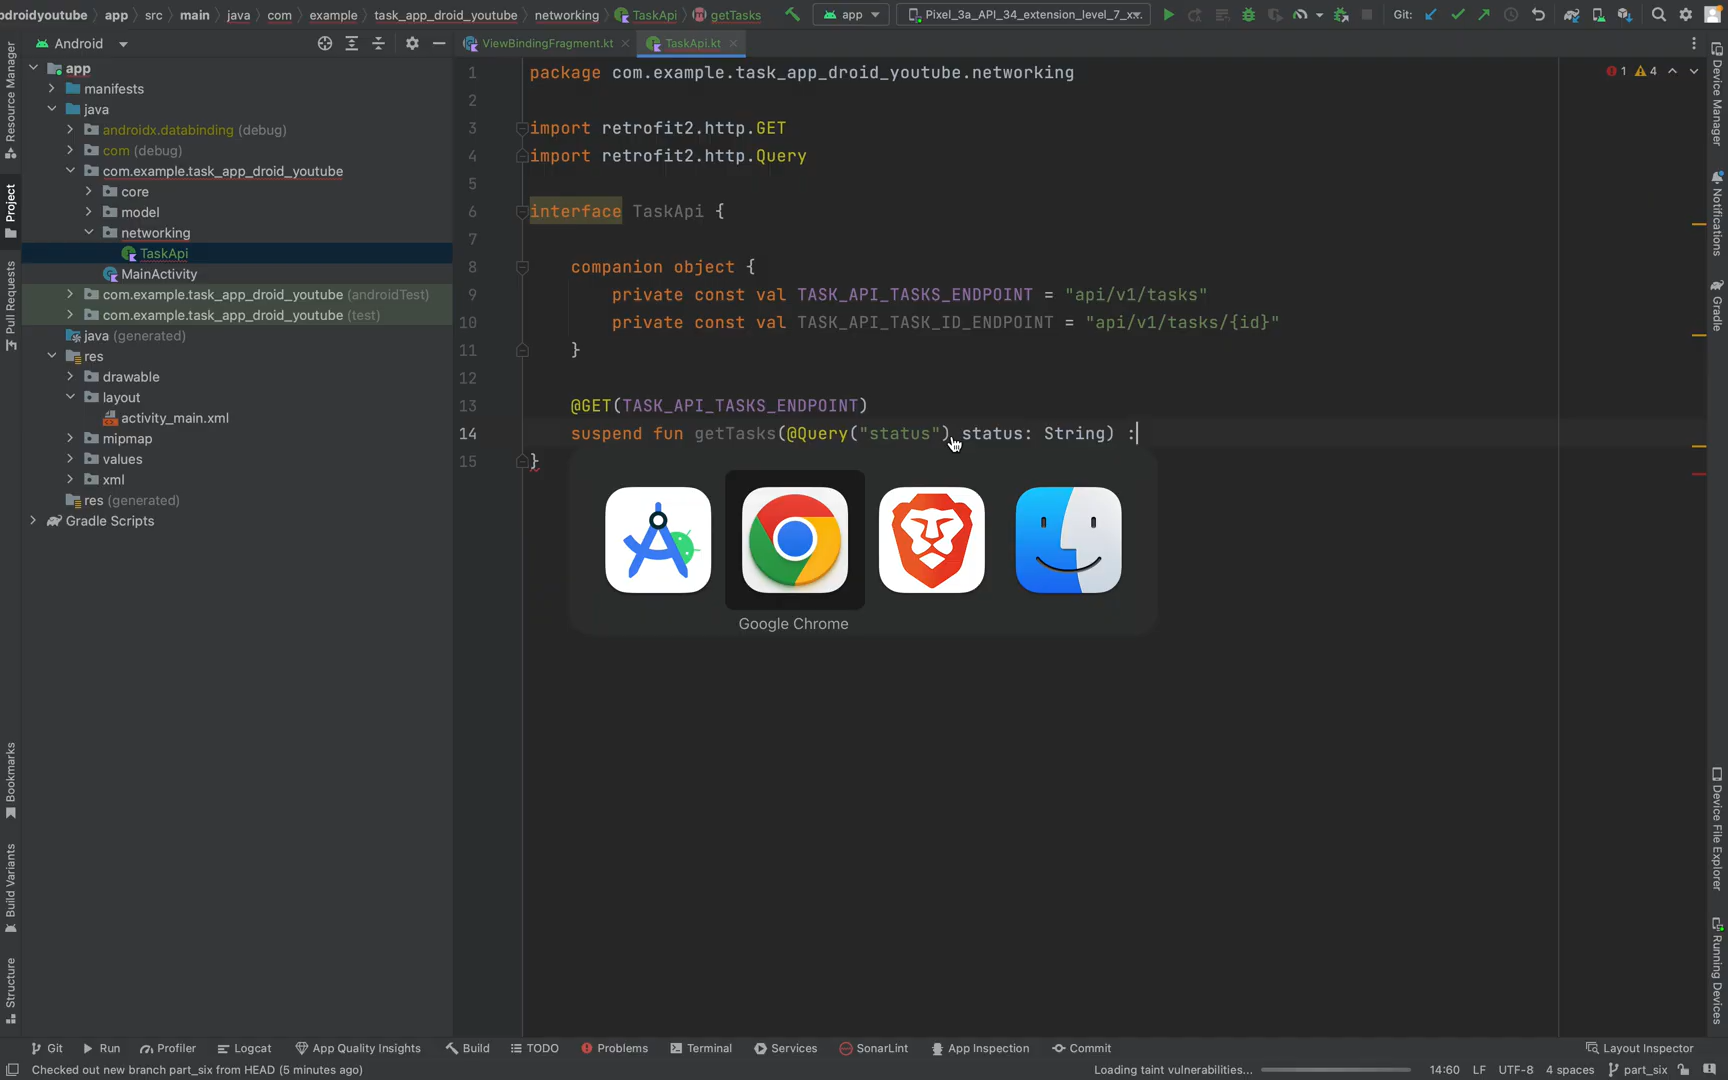 droidyoutube › app › src › main › java › com › example › task_app_droid_youtube › networking › TaskApi › getTasks
app
Pixel_3a_API_34_extension_level_7_x
Git:
Android
ViewBindingFragment.kt
TaskApi.kt
app
manifests
java
androidx.databinding (debug)
com (debug)
com.example.task_app_droid_youtube
core
model
networking
TaskApi
MainActivity
com.example.task_app_droid_youtube (androidTest)
com.example.task_app_droid_youtube (test)
java (generated)
res
drawable
layout
activity_main.xml
mipmap
values
xml
res (generated)
Gradle Scripts
1 package com.example.task_app_droid_youtube.networking
2
3 import retrofit2.http.GET
4 import retrofit2.http.Query
5
6 interface TaskApi {
7
8 companion object {
9 private const val TASK_API_TASKS_ENDPOINT = "api/v1/tasks"
10 private const val TASK_API_TASK_ID_ENDPOINT = "api/v1/tasks/{id}"
11 }
12
13 @GET(TASK_API_TASKS_ENDPOINT)
14 suspend fun getTasks(@Query("status") status: String) :
15 }
1 4
Google Chrome
Resource Manager
Project
Pull Requests
Bookmarks
Build Variants
Structure
Device Manager
Notifications
Gradle
Device File Explorer
Running Devices
Git
Run
Profiler
Logcat
App Quality Insights
Build
TODO
Problems
Terminal
Services
SonarLint
App Inspection
Commit
Layout Inspector
Checked out new branch part_six from HEAD (5 minutes ago)
Loading taint vulnerabilities...
14:60 LF UTF-8 4 spaces part_six